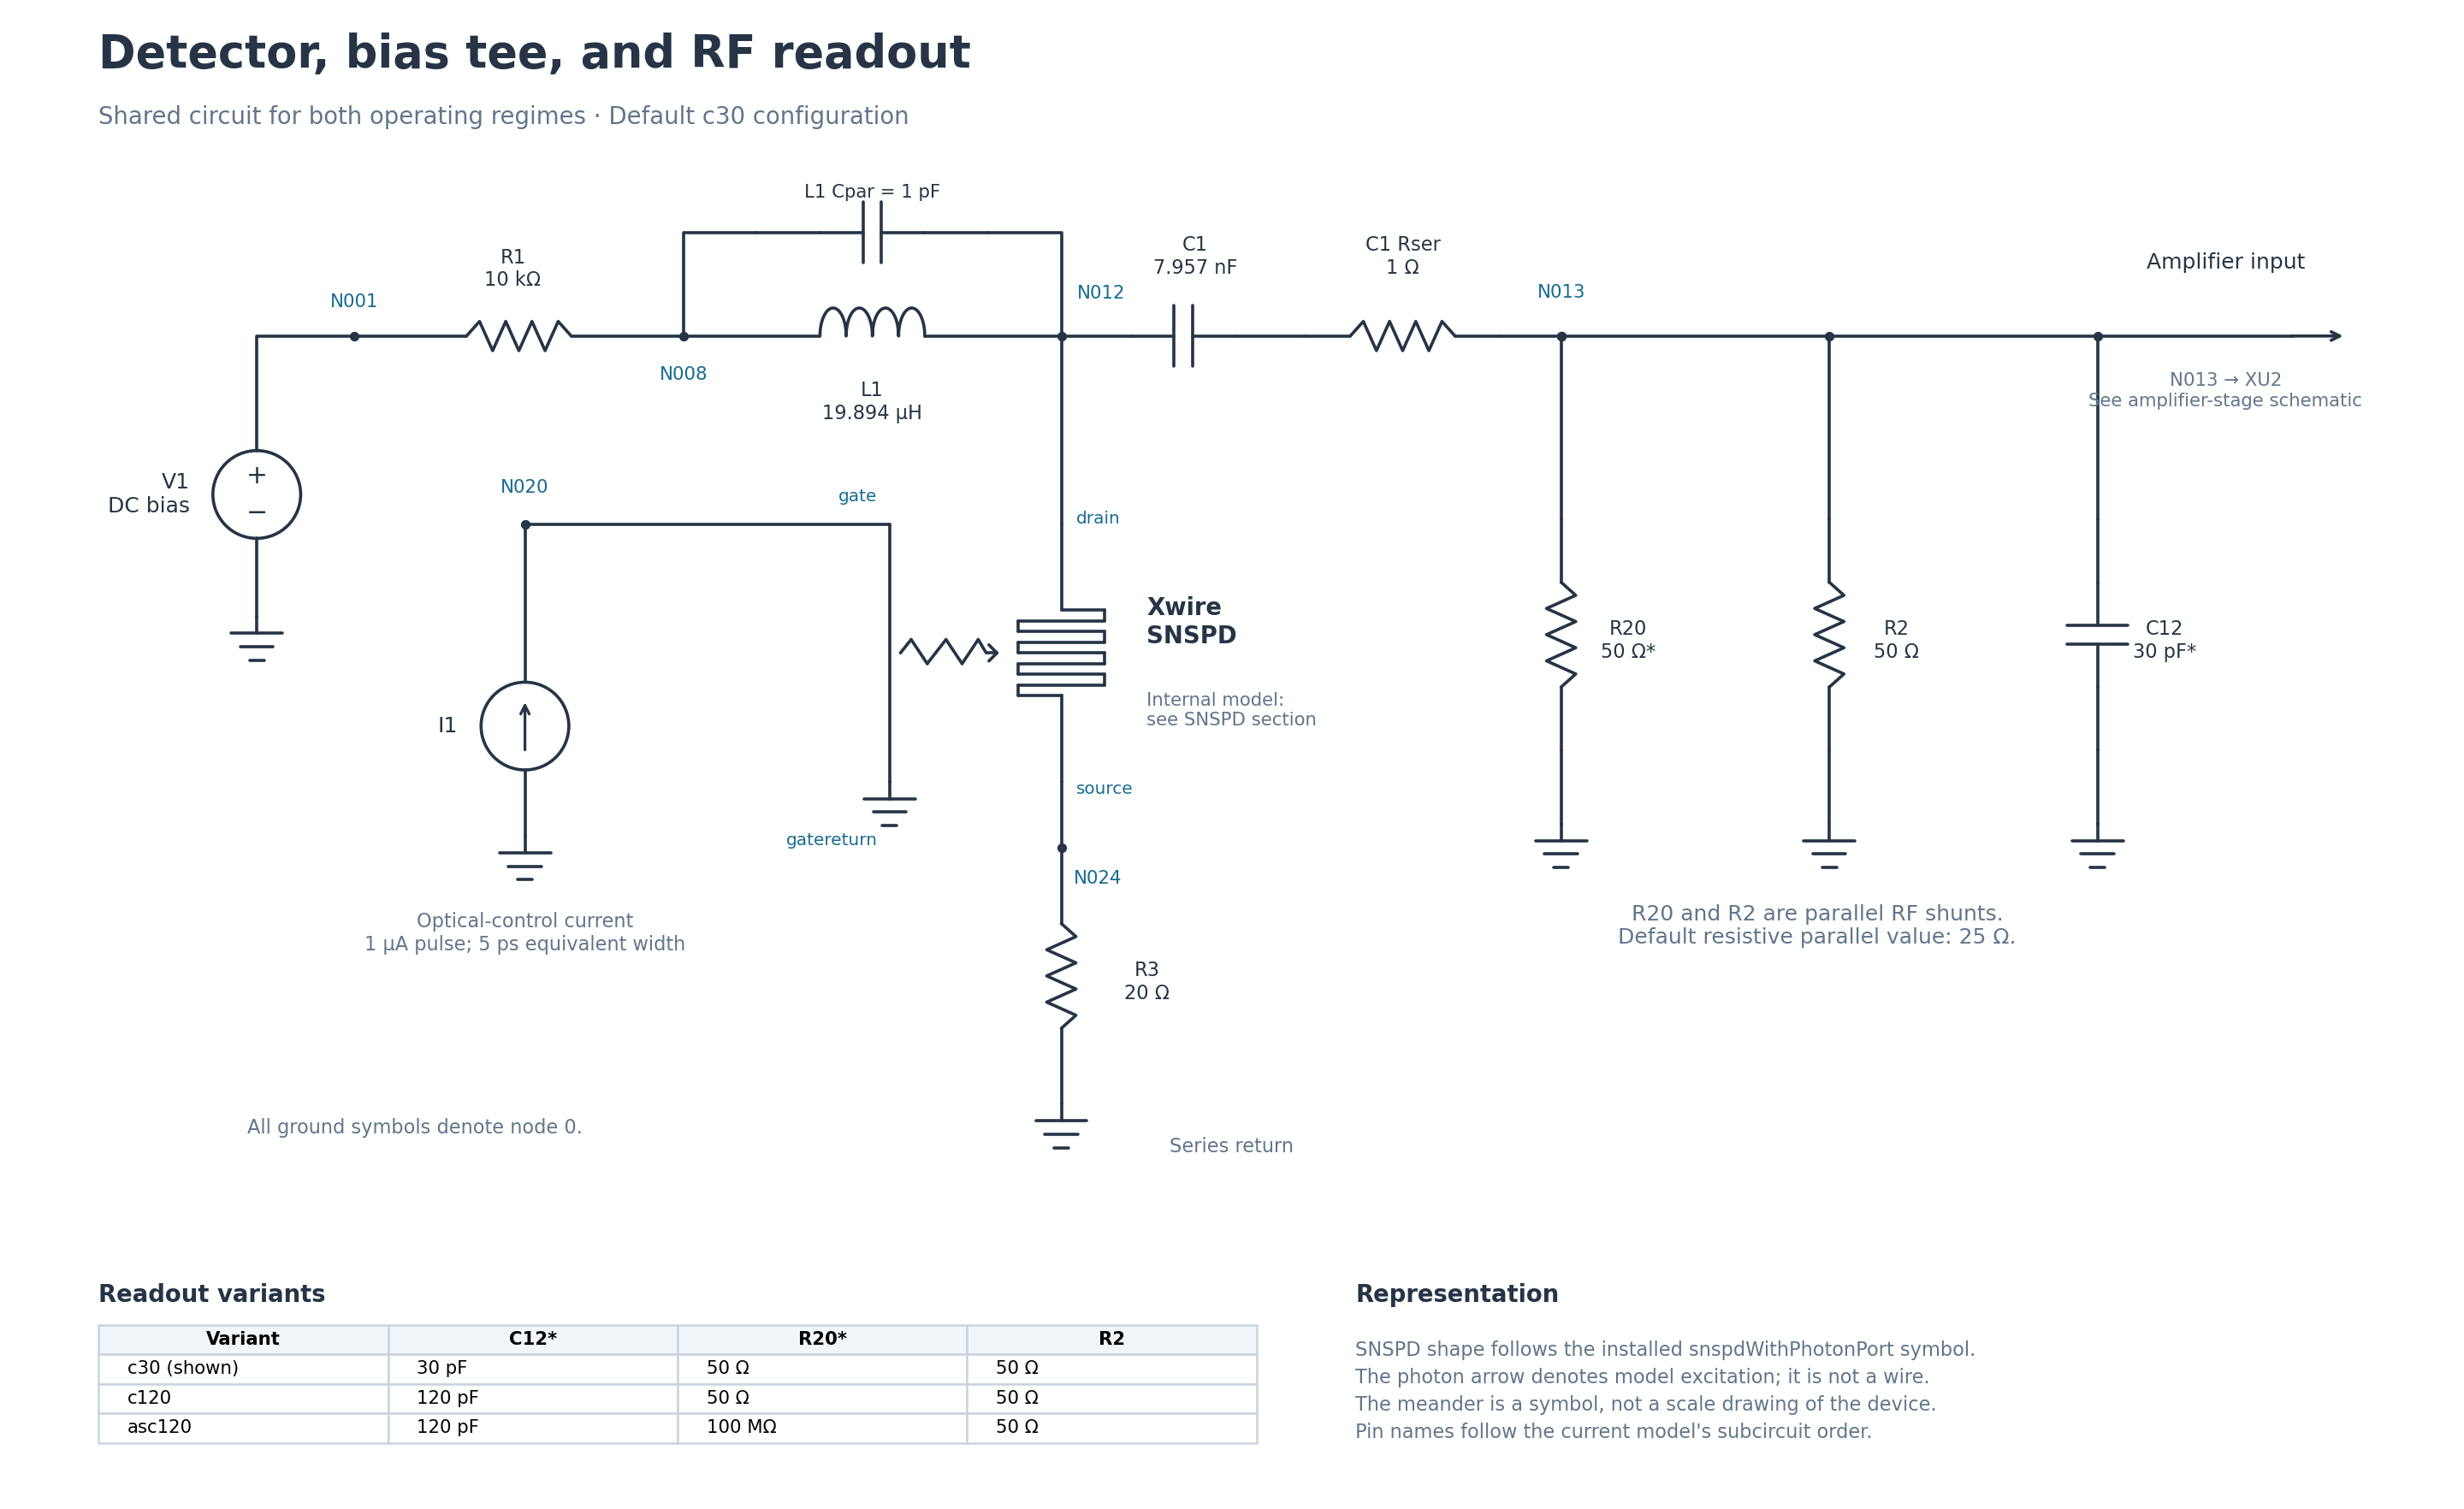 Detector, bias tee, and RF readout
Shared circuit for both operating regimes · Default c30 configuration
L1 Cpar = 1 pF
R1
10 kΩ
C1
7.957 nF
C1 Rser
1 Ω
Amplifier input
N001
N012
N013
N008
L1
19.894 µH
N013 → XU2
See amplifier-stage schematic
V1
DC bias
+
−
N020
gate
drain
Xwire
SNSPD
R20
50 Ω*
R2
50 Ω
C12
30 pF*
Internal model:
see SNSPD section
I1
source
gatereturn
N024
Optical-control current
1 µA pulse; 5 ps equivalent width
R20 and R2 are parallel RF shunts.
Default resistive parallel value: 25 Ω.
R3
20 Ω
All ground symbols denote node 0.
Series return
Readout variants
Variant C12* R20* R2
c30 (shown) 30 pF 50 Ω 50 Ω
c120 120 pF 50 Ω 50 Ω
asc120 120 pF 100 MΩ 50 Ω
Representation
SNSPD shape follows the installed snspdWithPhotonPort symbol.
The photon arrow denotes model excitation; it is not a wire.
The meander is a symbol, not a scale drawing of the device.
Pin names follow the current model's subcircuit order.